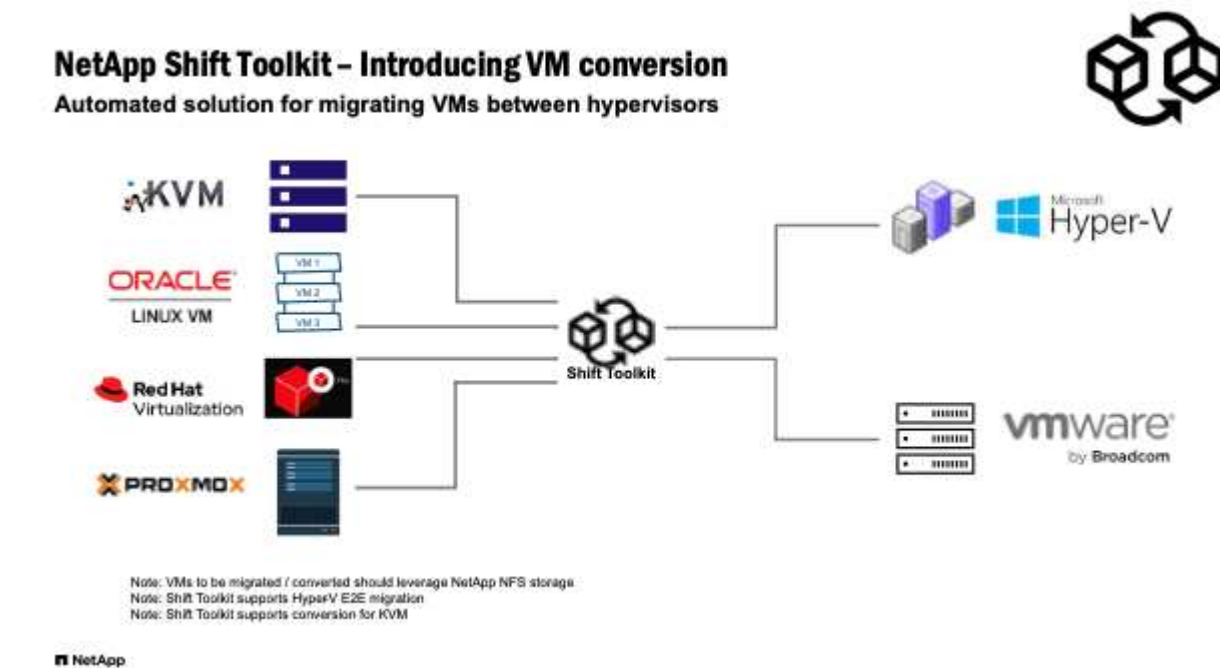 NetApp Shift Toolkit – Introducing VM conversion
Automated solution for migrating VMs between hypervisors
KVM
ORACLE
LINUX VM
VM 1
VM 2
VM 3
Red Hat
Virtualization
PROXMOX
Shift Toolkit
Microsoft
Hyper-V
vmware
by Broadcom
Note: VMs to be migrated / converted should leverage NetApp NFS storage
Note: Shift Toolkit supports HyperV E2E migration
Note: Shift Toolkit supports conversion for KVM
NetApp